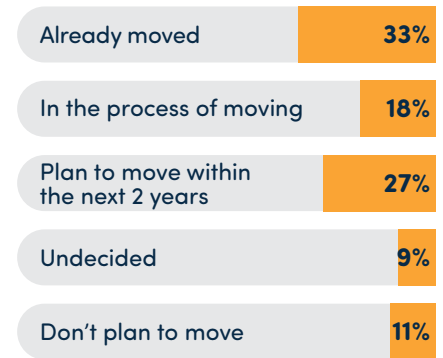 Already moved 33%
In the process of moving 18%
Plan to move within
the next 2 years 27%
Undecided 9%
Don’t plan to move 11%